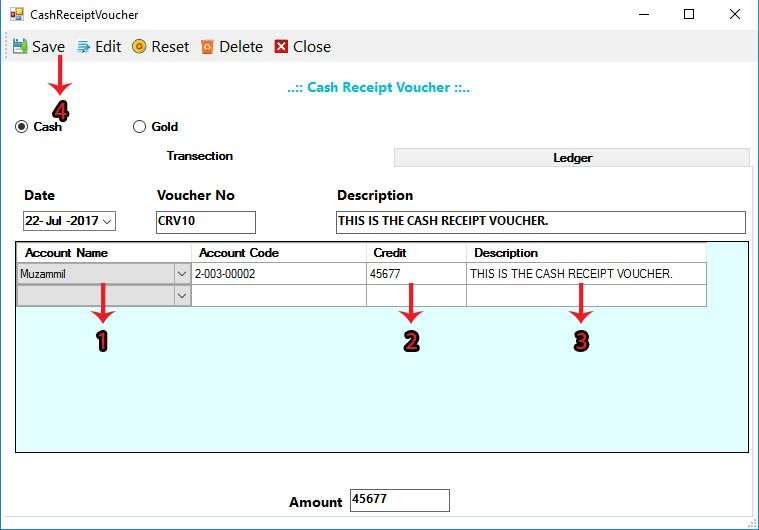 CashReceiptVoucher
Save Edit Reset Delete Close
..:: Cash Receipt Voucher ::..
4
Cash Gold
Transection Ledger
Date Voucher No Description
22- Jul -2017 CRV10 THIS IS THE CASH RECEIPT VOUCHER.
Account Name Account Code Credit Description
Muzammil 2-003-00002 45677 THIS IS THE CASH RECEIPT VOUCHER.
1 2 3
Amount 45677